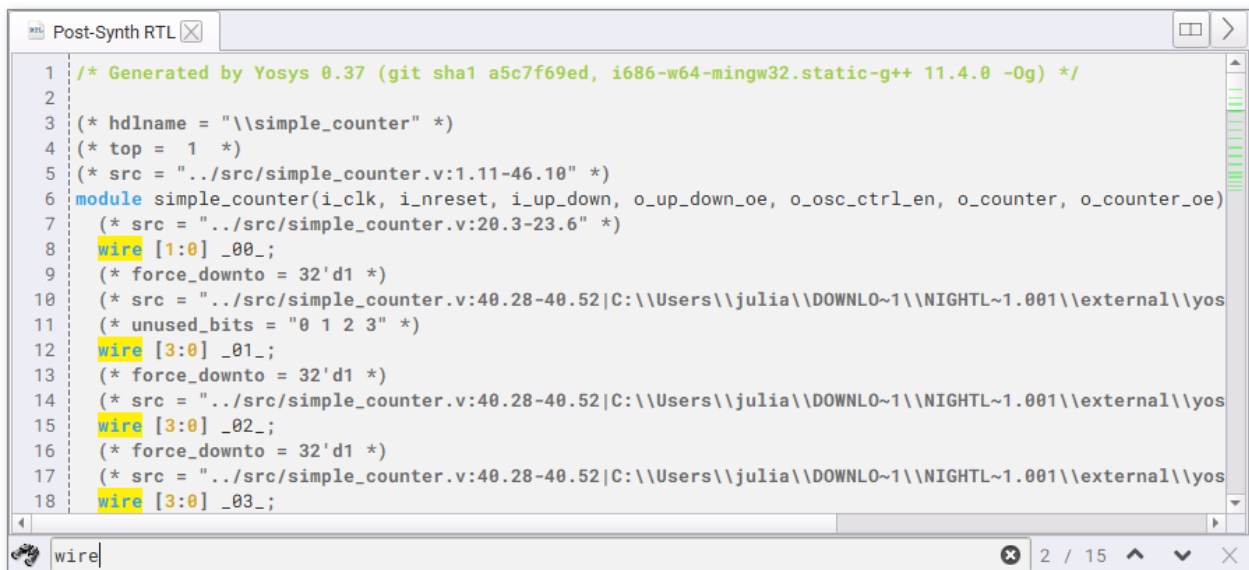 Post-Synth RTL
1 /* Generated by Yosys 0.37 (git sha1 a5c7f69ed, i686-w64-mingw32.static-g++ 11.4.0 -Og) */
2
3 (* hdlname = "\\simple_counter" *)
4 (* top =  1  *)
5 (* src = "../src/simple_counter.v:1.11-46.10" *)
6 module simple_counter(i_clk, i_nreset, i_up_down, o_up_down_oe, o_osc_ctrl_en, o_counter, o_counter_oe)
7   (* src = "../src/simple_counter.v:20.3-23.6" *)
8   wire [1:0] _00_;
9   (* force_downto = 32'd1 *)
10   (* src = "../src/simple_counter.v:40.28-40.52|C:\\Users\\julia\\DOWNLO~1\\NIGHTL~1.001\\external\\yos
11   (* unused_bits = "0 1 2 3" *)
12   wire [3:0] _01_;
13   (* force_downto = 32'd1 *)
14   (* src = "../src/simple_counter.v:40.28-40.52|C:\\Users\\julia\\DOWNLO~1\\NIGHTL~1.001\\external\\yos
15   wire [3:0] _02_;
16   (* force_downto = 32'd1 *)
17   (* src = "../src/simple_counter.v:40.28-40.52|C:\\Users\\julia\\DOWNLO~1\\NIGHTL~1.001\\external\\yos
18   wire [3:0] _03_;
wire 2 / 15